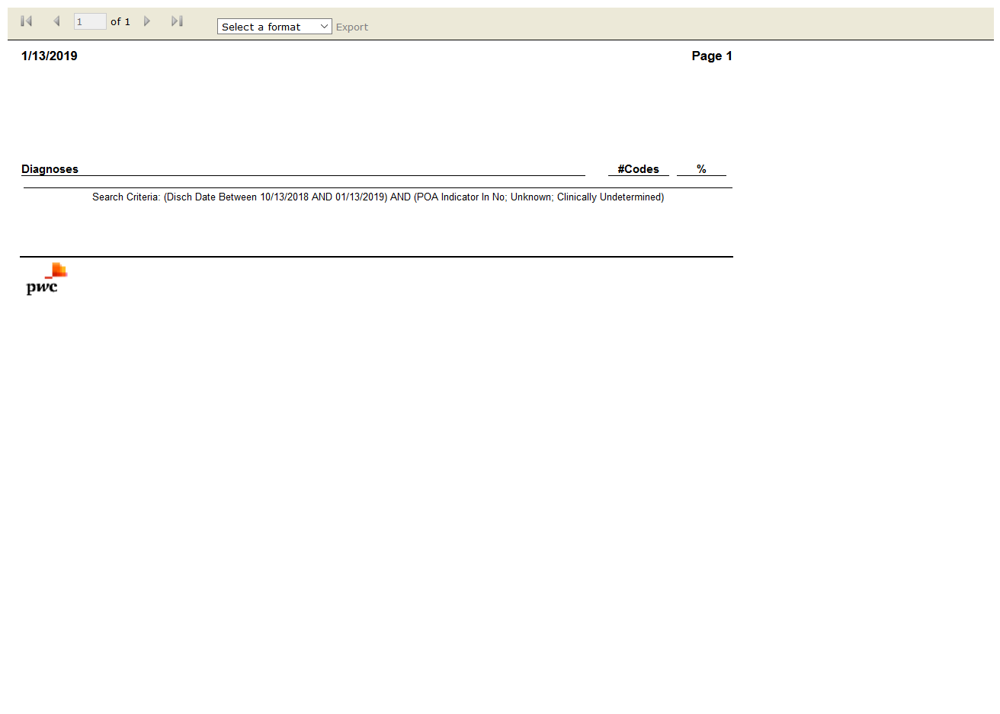 1 of 1 Select a format Export
1/13/2019 Page 1
Diagnoses #Codes %
Search Criteria: (Disch Date Between 10/13/2018 AND 01/13/2019) AND (POA Indicator In No; Unknown; Clinically Undetermined)
pwc